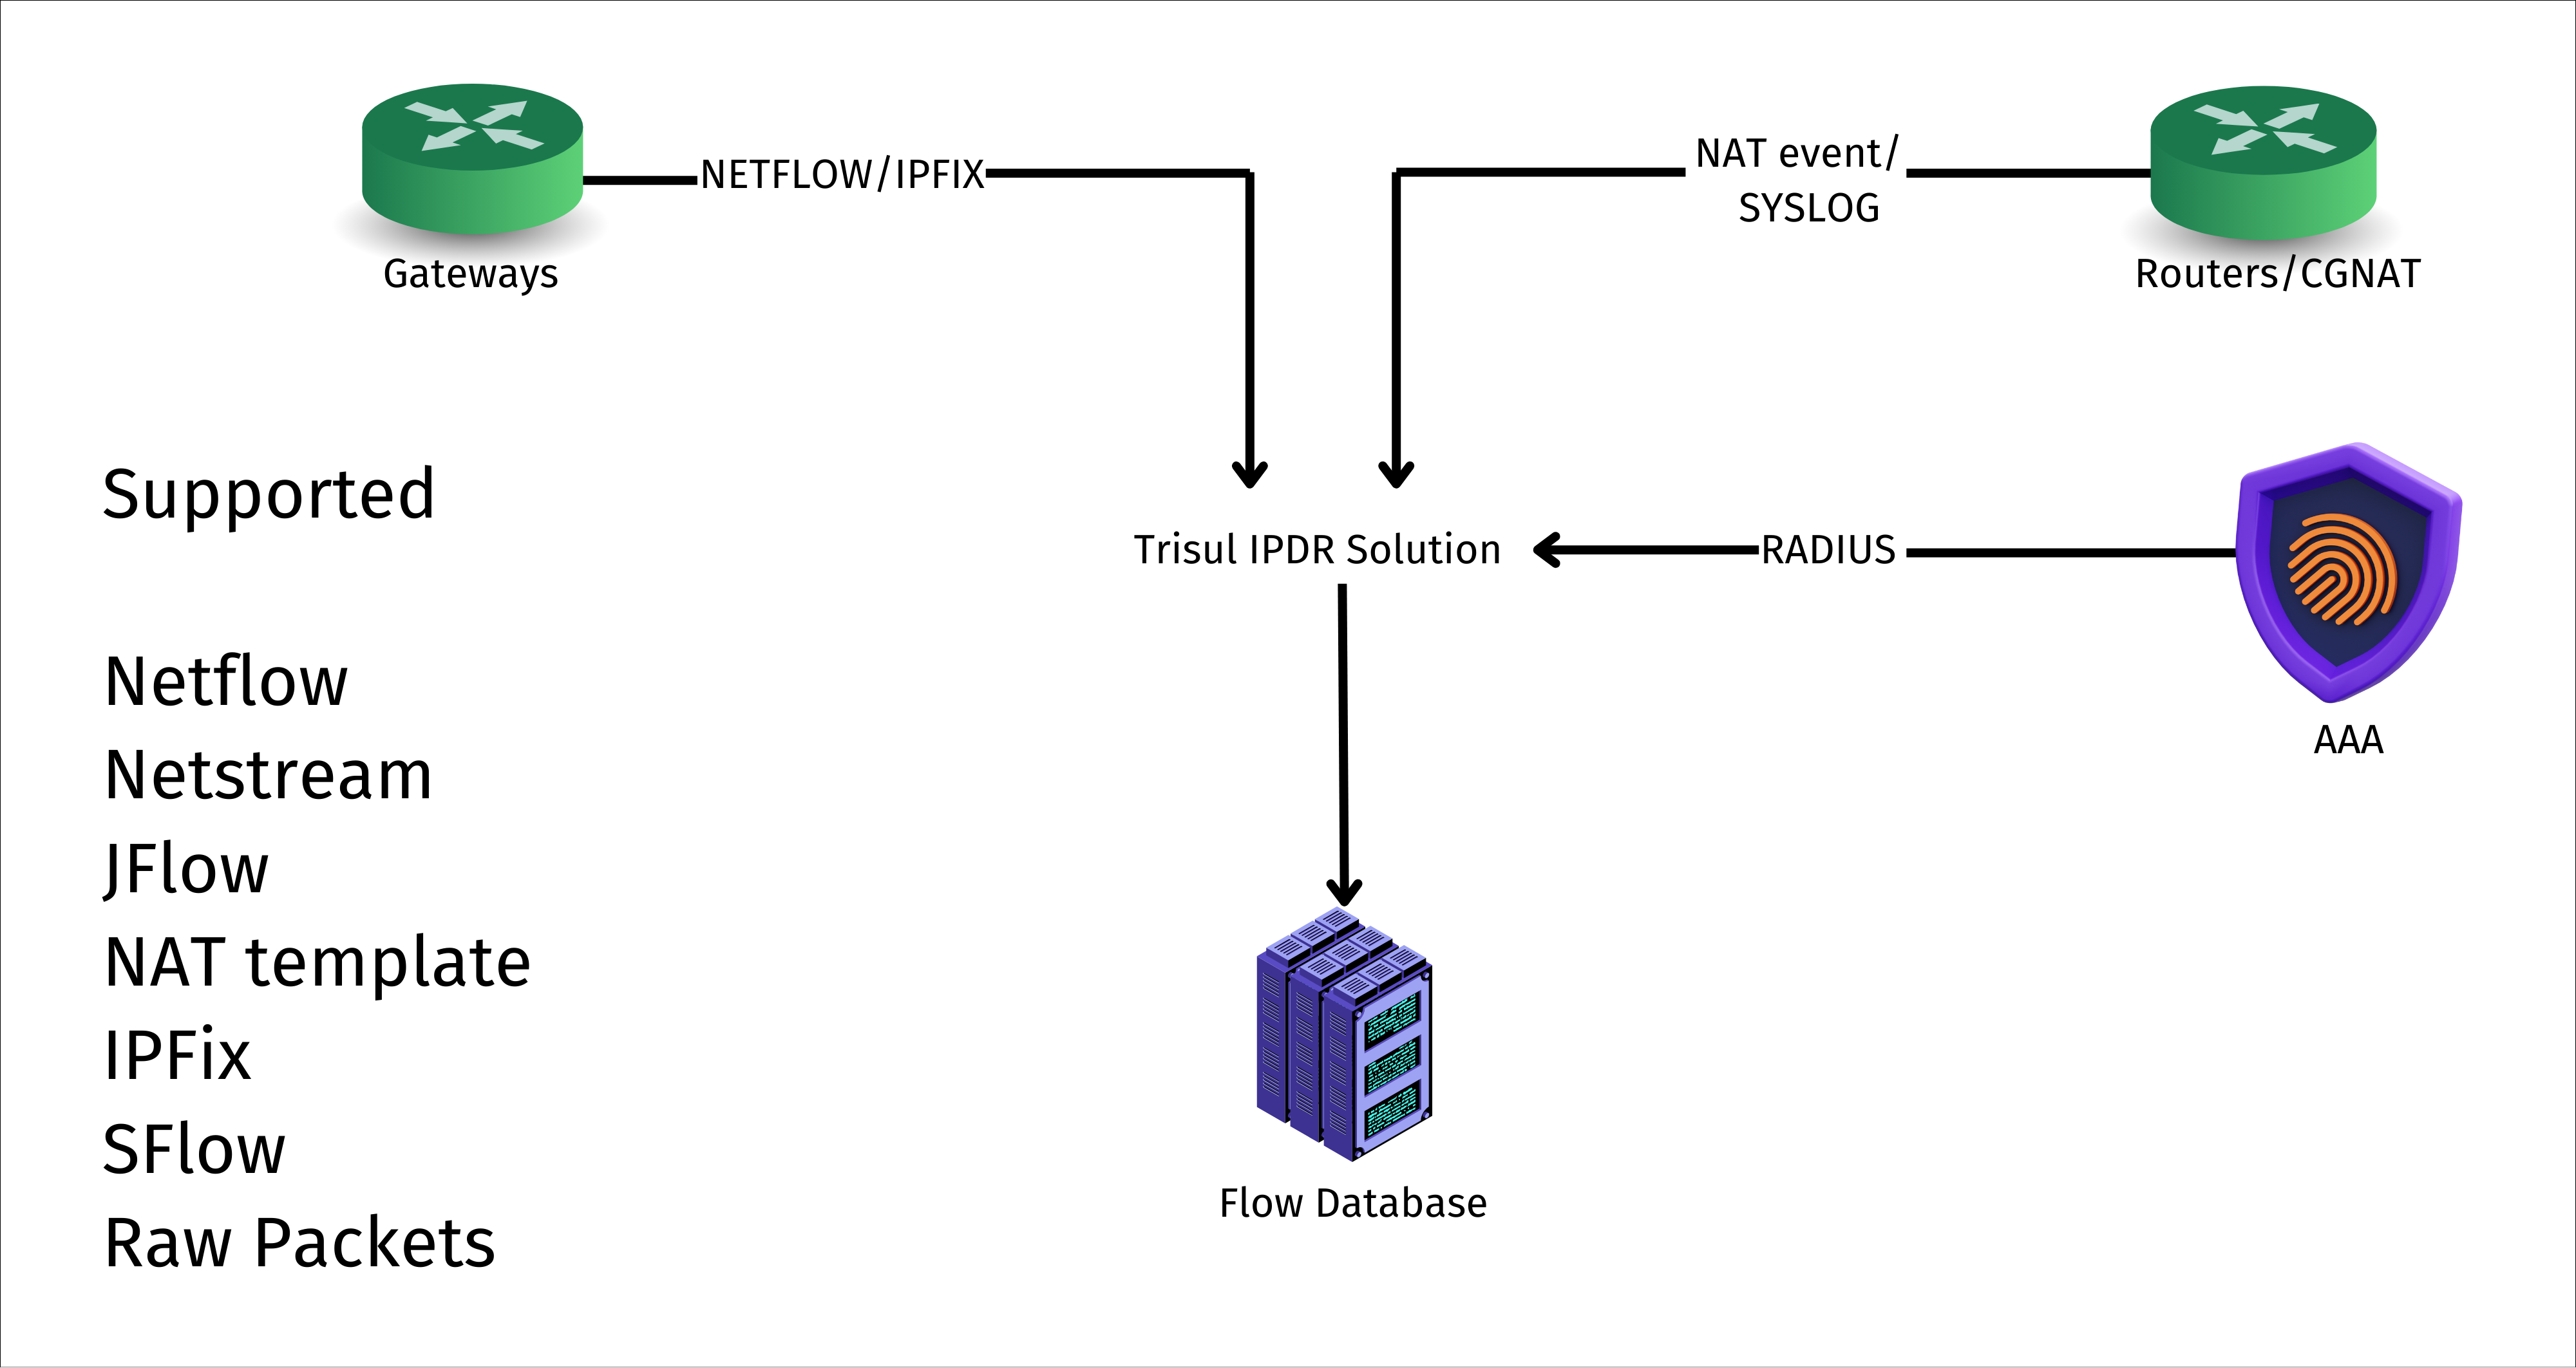 NETFLOW/IPFIX
NAT event/
SYSLOG
Gateways
Routers/CGNAT
Supported
Trisul IPDR Solution
RADIUS
Netflow
Netstream
AAA
JFlow
NAT template
IPFix
SFlow
Flow Database
Raw Packets